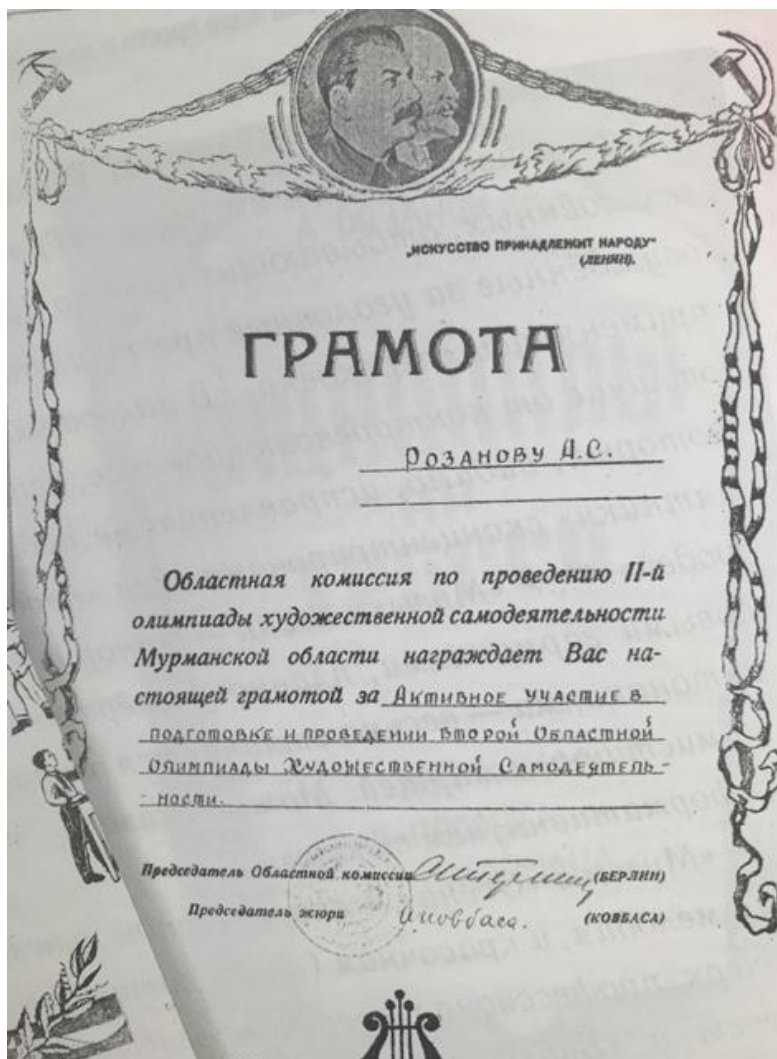 „ИСКУССТВО ПРИНАДЛЕЖИТ НАРОДУ“
(ЛЕНИН).
ГРАМОТА
РОЗАНОВУ А.С.
Областная комиссия по проведению II-й
олимпиады художественной самодеятельности
Мурманской области награждает Вас на-
стоящей грамотой за АКТИВНОЕ УЧАСТИЕ В
ПОДГОТОВКЕ И ПРОВЕДЕНИИ ВТОРОЙ ОБЛАСТНОЙ
ОЛИМПИАДЫ ХУДОЖЕСТВЕННОЙ САМОДЕЯТЕЛЬ-
-НОСТИ.
Председатель Областной комиссии (БЕРЛИН)
Председатель жюри Иковбаса. (КОВБАСА)